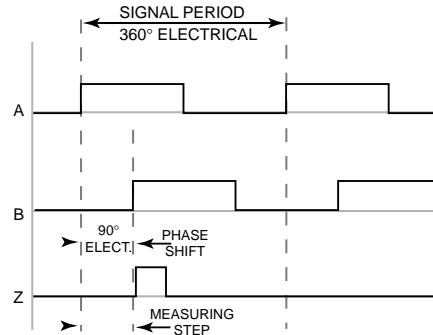 SIGNAL PERIOD
360° ELECTRICAL
A
B
90°
ELECT.
PHASE
SHIFT
Z
MEASURING
STEP